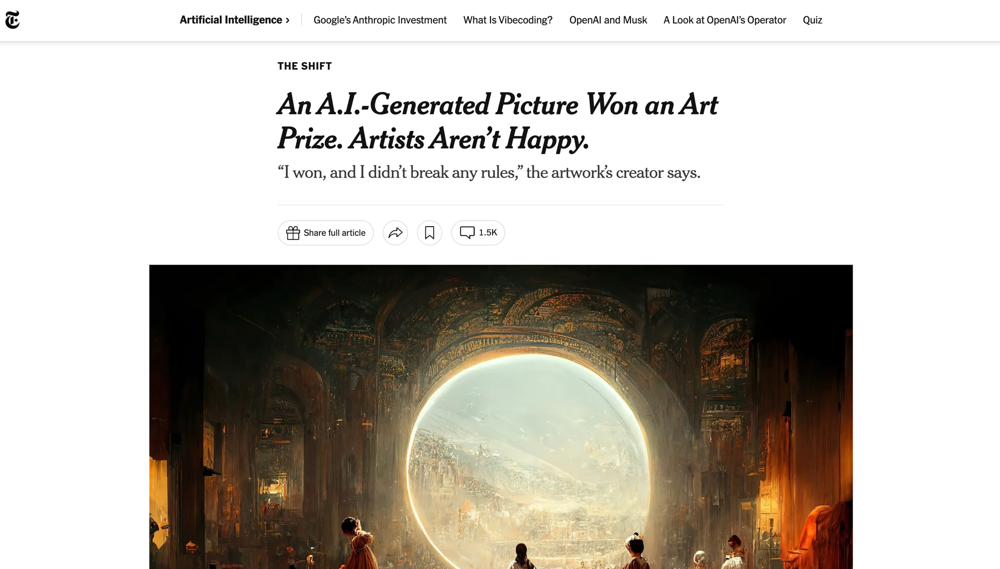 T
Artificial Intelligence › Google’s Anthropic Investment What Is Vibecoding? OpenAI and Musk A Look at OpenAI’s Operator Quiz
THE SHIFT
An A.I.-Generated Picture Won an Art
Prize. Artists Aren’t Happy.
“I won, and I didn’t break any rules,” the artwork’s creator says.
Share full article 1.5K